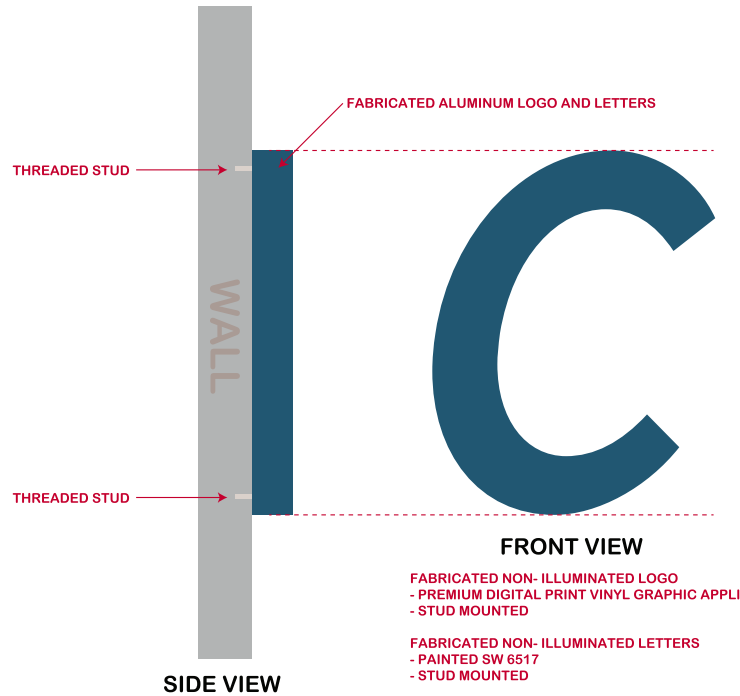 FABRICATED ALUMINUM LOGO AND LETTERS
THREADED STUD
WALL
C
THREADED STUD
FRONT VIEW
FABRICATED NON- ILLUMINATED LOGO
- PREMIUM DIGITAL PRINT VINYL GRAPHIC APPLI
- STUD MOUNTED
FABRICATED NON- ILLUMINATED LETTERS
- PAINTED SW 6517
- STUD MOUNTED
SIDE VIEW